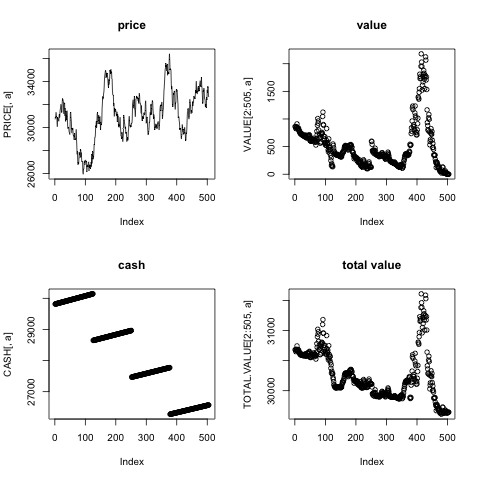 price
PRICE[, a]
26000 30000 34000
0 100 200 300 400 500
Index
value
VALUE[2:505, a]
0 500 1500
0 100 200 300 400 500
Index
cash
CASH[, a]
27000 29000
0 100 200 300 400 500
Index
total value
TOTAL.VALUE[2:505, a]
30000 31000
0 100 200 300 400 500
Index